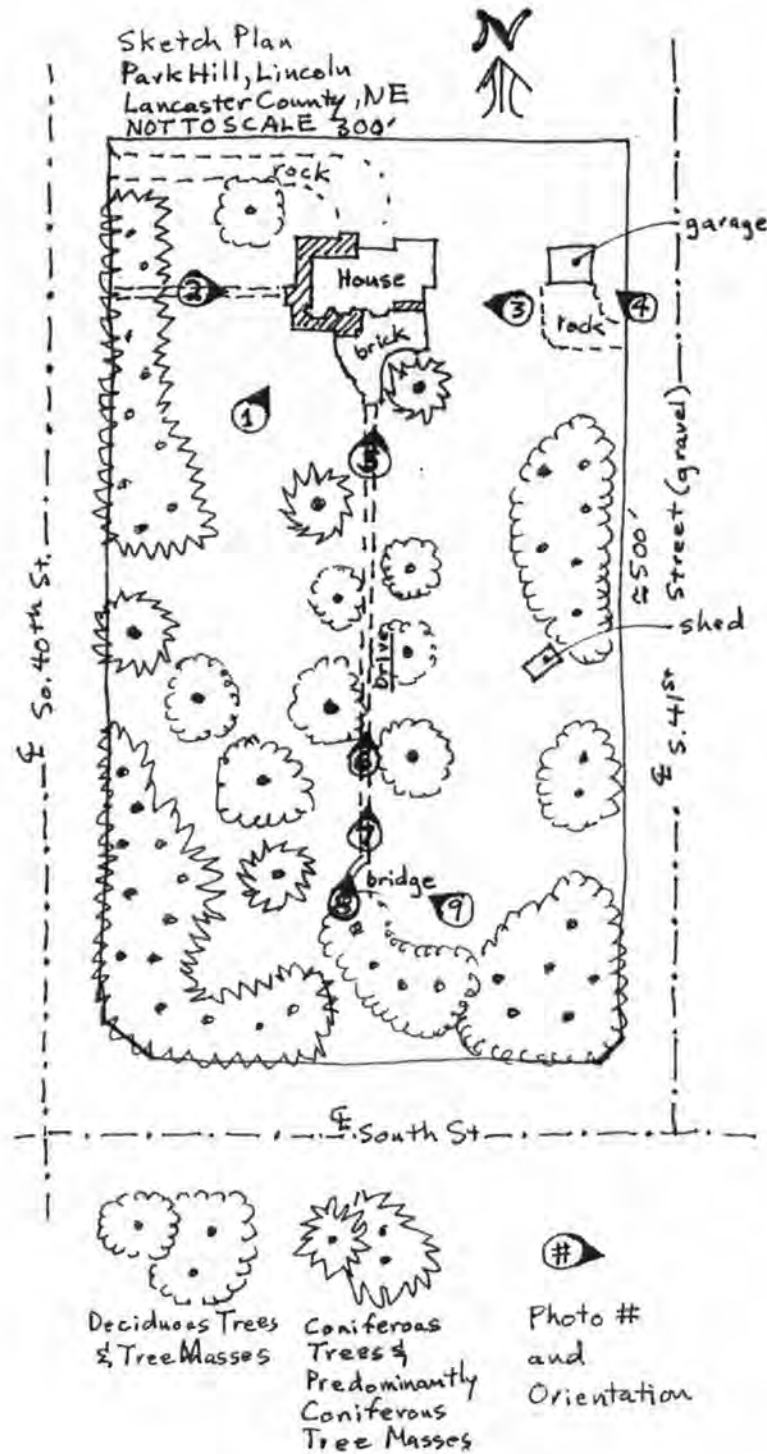 Sketch Plan
Park Hill, Lincoln
Lancaster County, NE
NOT TO SCALE 300'
N
rock
garage
House
2
3
4
rock
brick
1
5
Street (gravel)
≈500'
So. 40th St.
shed
Drive
℄
℄ S. 41st
6
7
bridge
8
9
℄ South St
#
Deciduous Trees
& Tree Masses
Coniferous
Trees &
Predominantly
Coniferous
Tree Masses
Photo #
and
Orientation